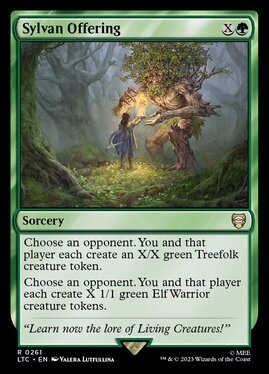 Sylvan Offering X
Sorcery
Choose an opponent. You and that
player each create an X/X green Treefolk
creature token.
Choose an opponent. You and that player
each create X 1/1 green Elf Warrior
creature tokens.
“Learn now the lore of Living Creatures!”
R 0261
LTC • EN VALERA LUTFULLINA
© MEE
™ & © 2023 Wizards of the Coast